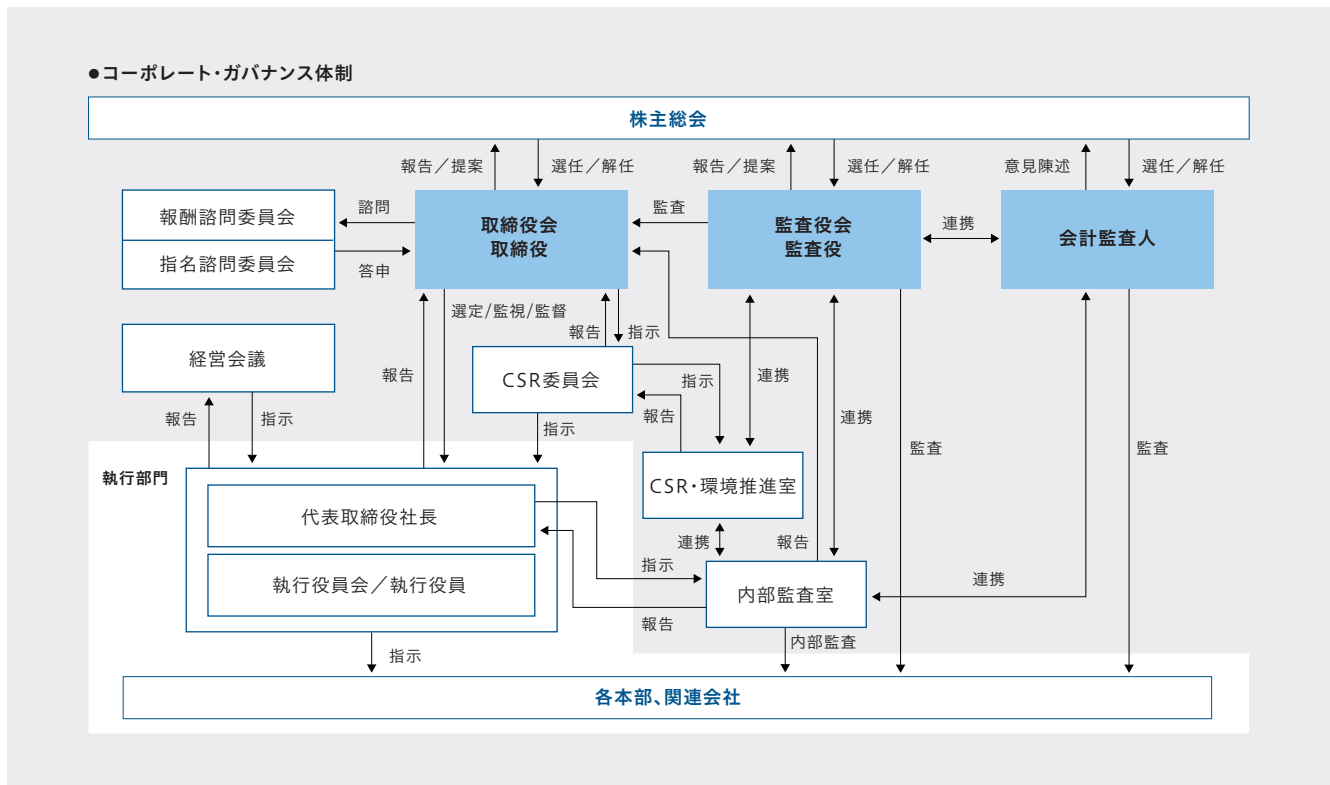 ●コーポレート・ガバナンス体制
株主総会
報告／提案
選任／解任
報告／提案
選任／解任
意見陳述
選任／解任
報酬諮問委員会
指名諮問委員会
諮問
答申
取締役会
取締役
監査
監査役会
監査役
連携
会計監査人
選定/監視/監督
報告
指示
経営会議
報告
CSR委員会
指示
連携
報告
指示
報告
指示
連携
監査
監査
執行部門
CSR・環境推進室
代表取締役社長
連携
報告
指示
執行役員会／執行役員
内部監査室
連携
報告
内部監査
指示
各本部、関連会社